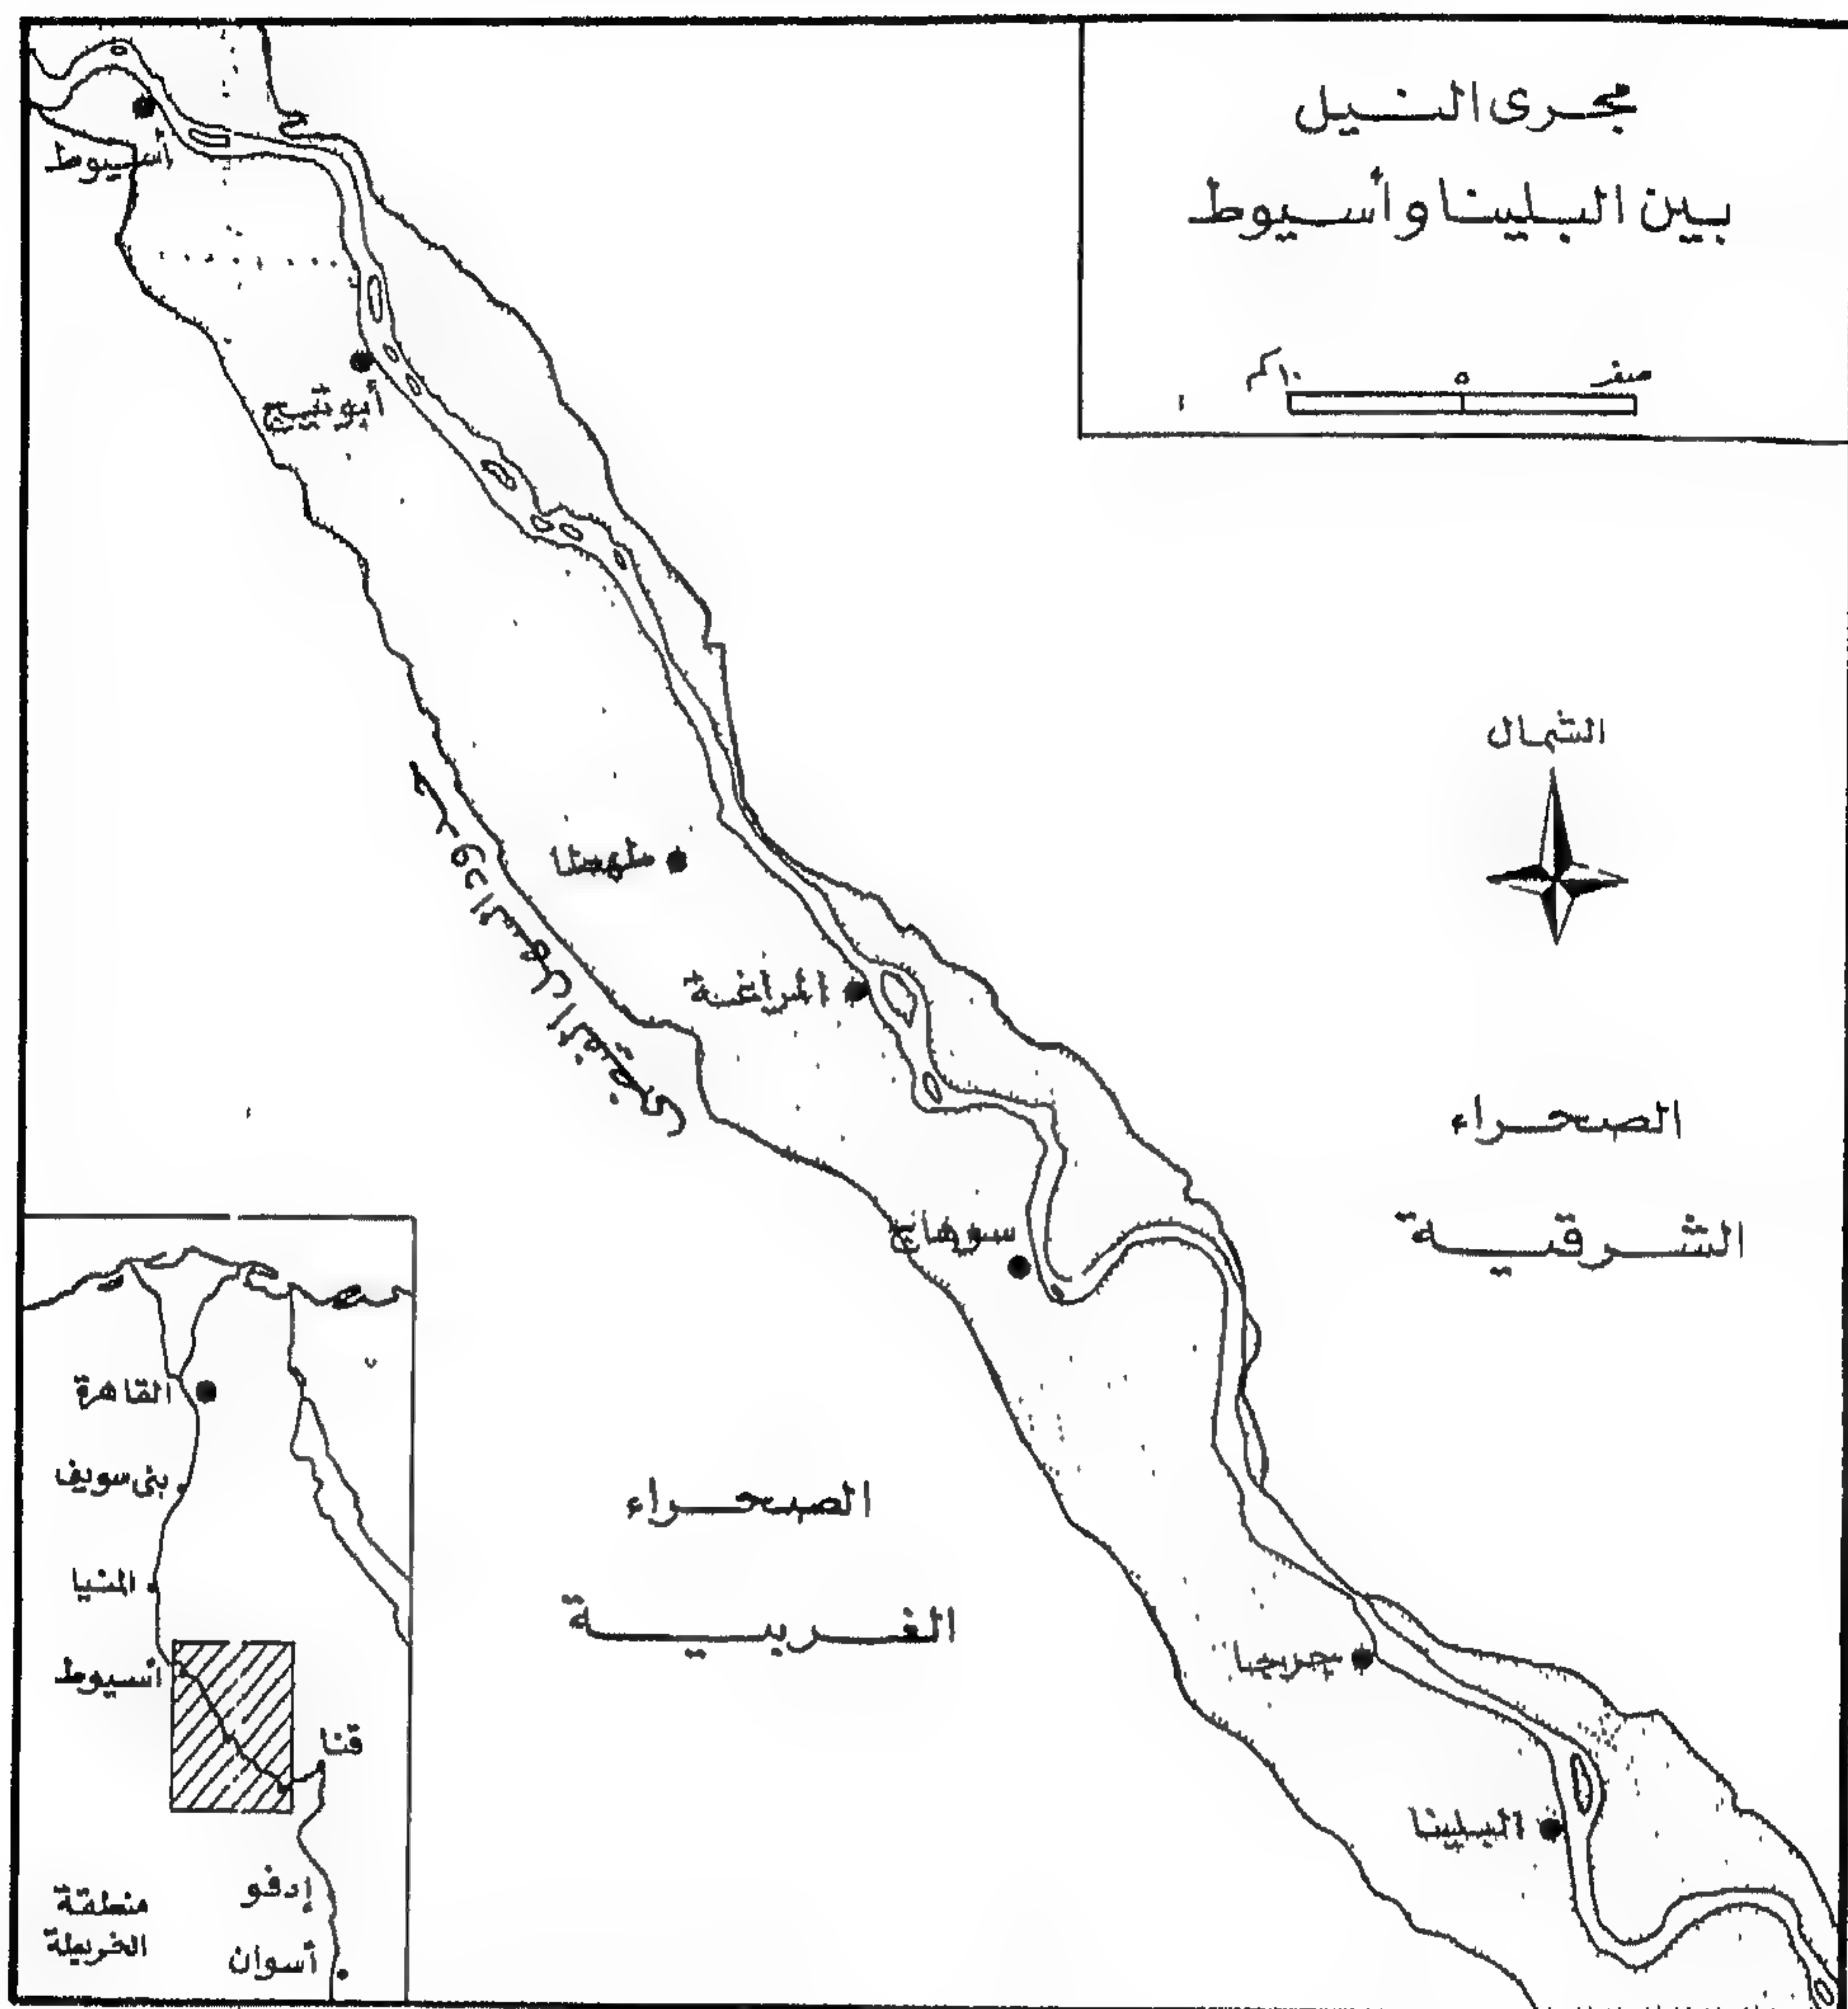 مجرى النيل
بين البلينا وأسيوط
صفر ٥ ١٠كم
أسيوط
أبوتيج
الشمال
طهطا
المراغة
الصحراء
الشرقية
سوهاج
القاهرة
بنى سويف
الصحراء
المنيا
الغربية
أسيوط
جرجا
قنا
البلينا
إدفو
منطقة
الخريطة
أسوان